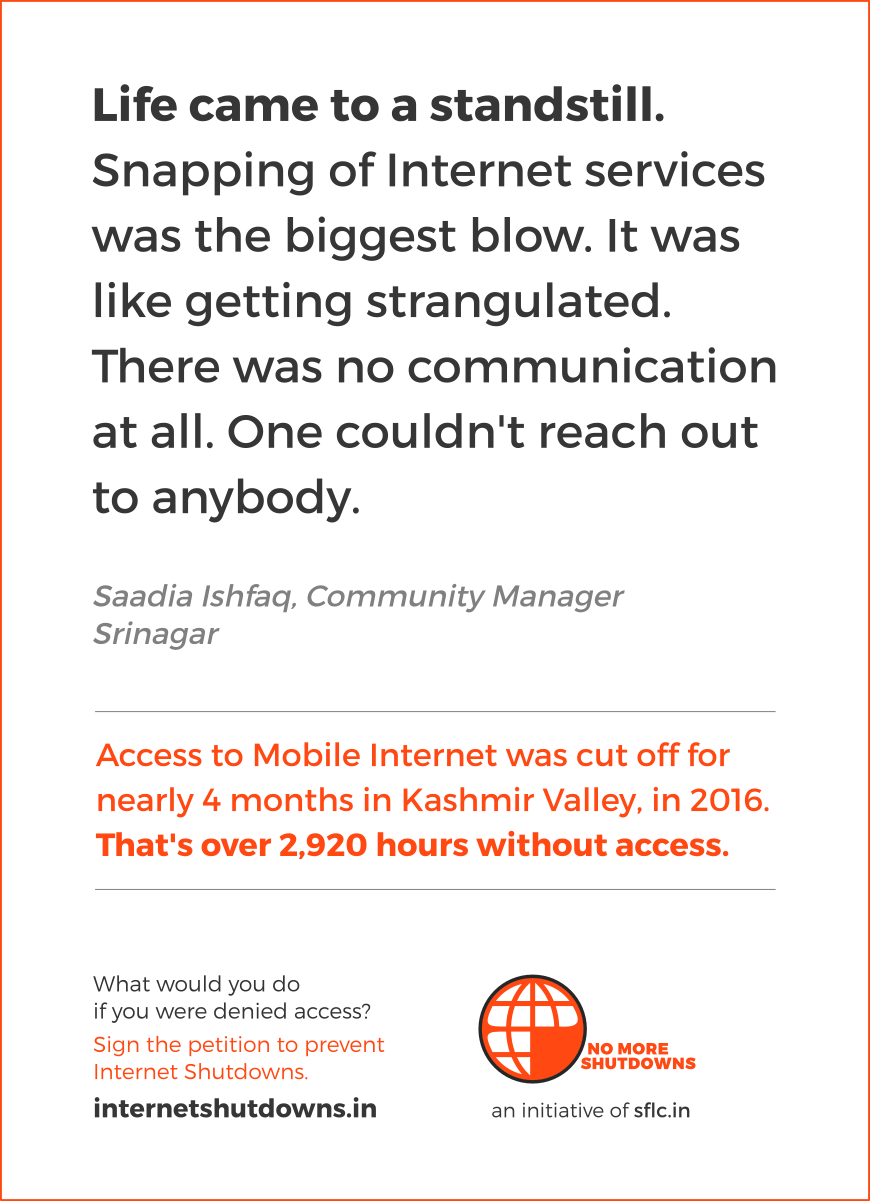 Life came to a standstill.
Snapping of Internet services
was the biggest blow. It was
like getting strangulated.
There was no communication
at all. One couldn't reach out
to anybody.
Saadia Ishfaq, Community Manager
Srinagar
Access to Mobile Internet was cut off for
nearly 4 months in Kashmir Valley, in 2016.
That's over 2,920 hours without access.
What would you do
if you were denied access?
Sign the petition to prevent
Internet Shutdowns.
internetshutdowns.in
NO MORE
SHUTDOWNS
an initiative of sflc.in